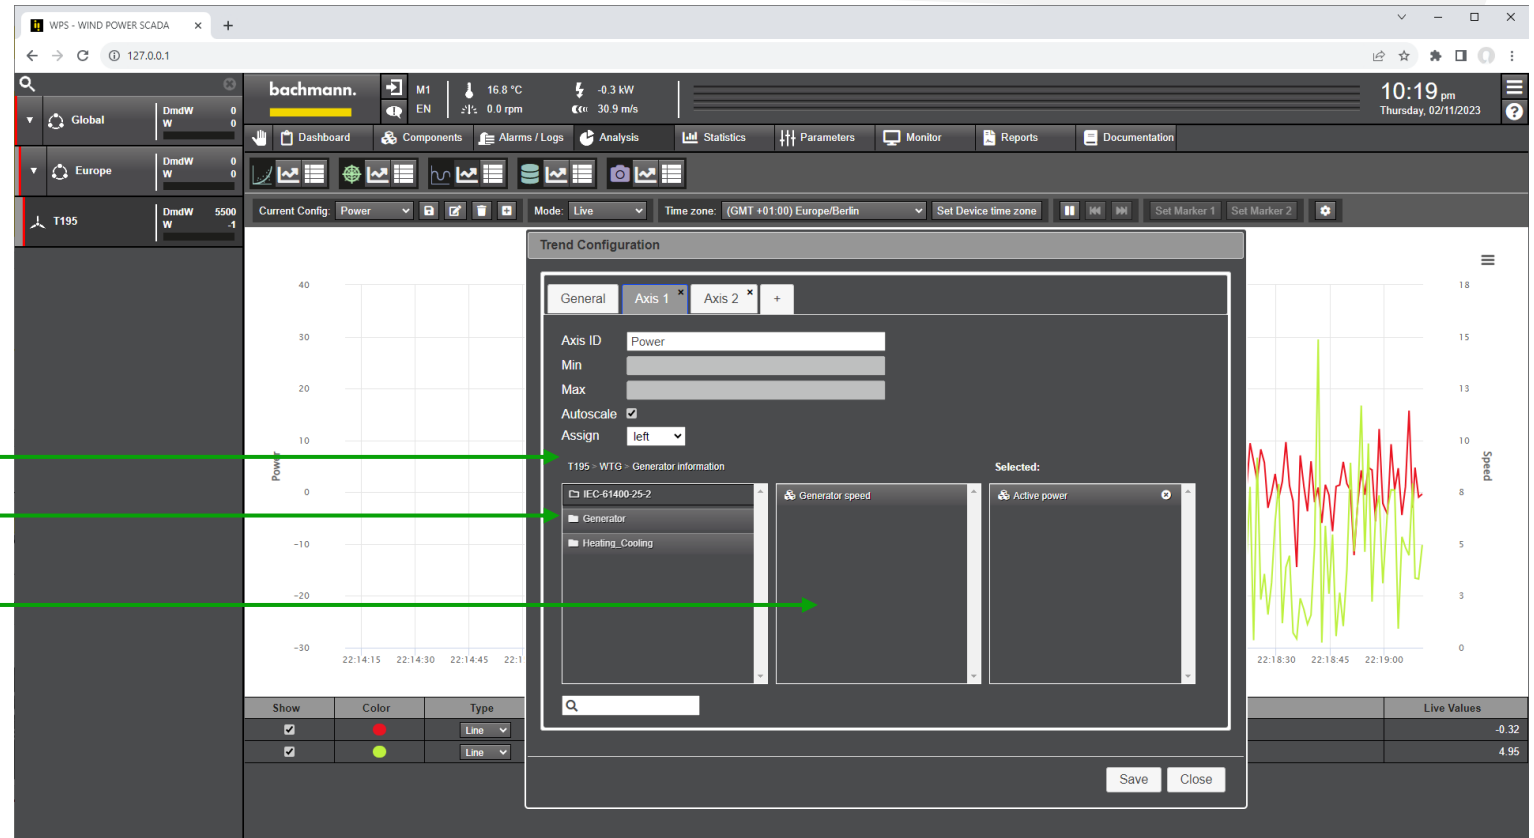 WPS - WIND POWER SCADA
127.0.0.1
bachmann.
M1
16.8 °C
-0.3 kW
EN
0.0 rpm
30.9 m/s
10:19 pm
Thursday, 02/11/2023
Global
DmdW 0
W 0
Europe
DmdW 0
W 0
T195
DmdW 5500
W -1
Dashboard
Components
Alarms / Logs
Analysis
Statistics
Parameters
Monitor
Reports
Documentation
Current Config: Power
Mode: Live
Time zone: (GMT +01:00) Europe/Berlin
Set Device time zone
Set Marker 1
Set Marker 2
Trend Configuration
General
Axis 1
Axis 2
+
Axis ID Power
Min
Max
Autoscale
Assign left
T195 > WTG > Generator information
Selected:
IEC-61400-25-2
Generator
Heating_Cooling
Generator speed
Active power
Save
Close
Power
40
30
20
10
0
-10
-20
-30
22:14:15
22:14:30
22:14:45
22:1
22:18:30
22:18:45
22:19:00
18
15
13
10
8
5
3
0
Speed
Show
Color
Type
Live Values
Line
-0.32
Line
4.95